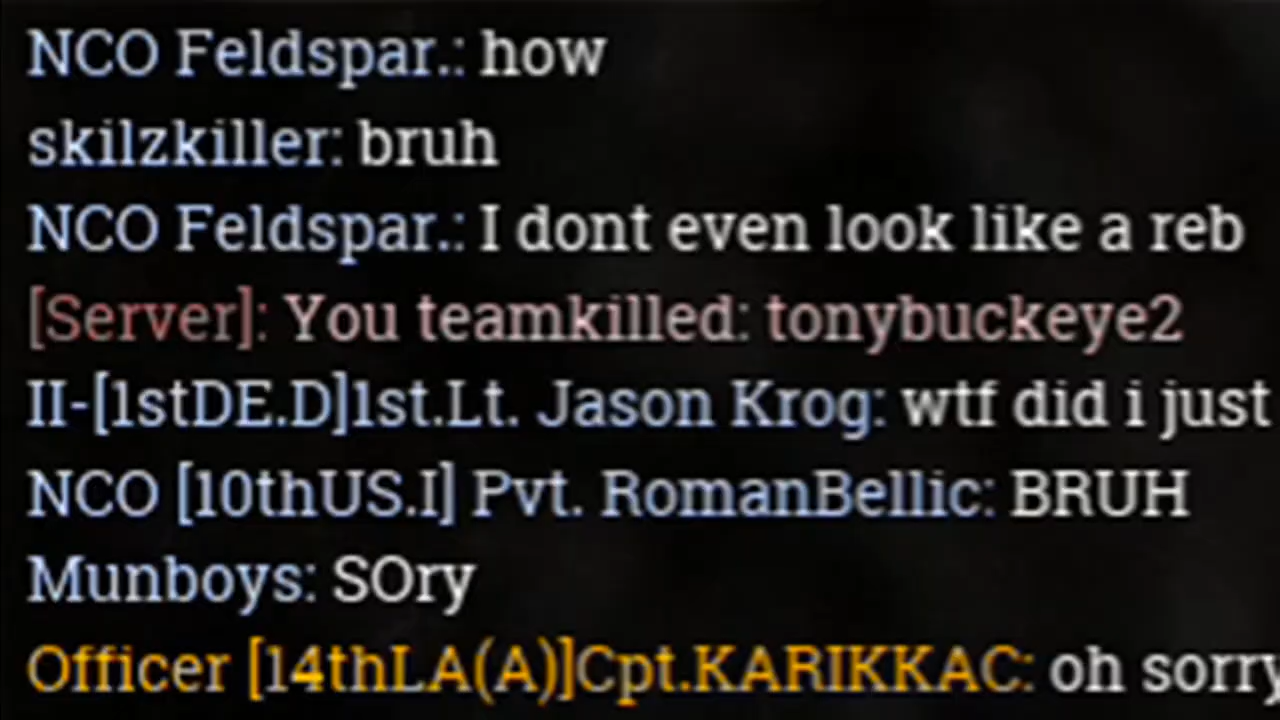 NCO Feldspar.: how
skilzkiller: bruh
NCO Feldspar.: I dont even look like a reb
[Server]: You teamkilled: tonybuckeye2
II-[1stDE.D]1st.Lt. Jason Krog: wtf did i just
NCO [10thUS.I] Pvt. RomanBellic: BRUH
Munboys: SOry
Officer [14thLA(A)]Cpt.KARIKKAC: oh sorry